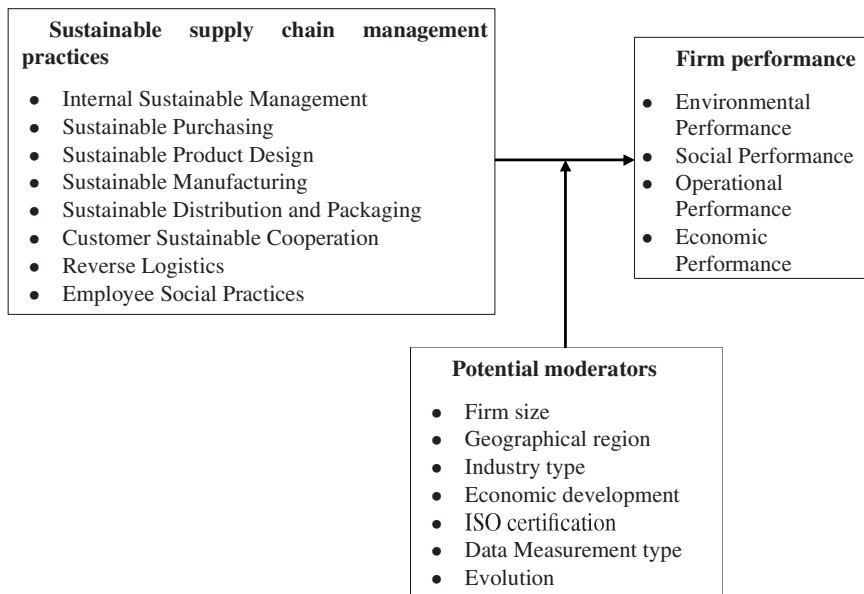 Sustainable supply chain management
practices
● Internal Sustainable Management
● Sustainable Purchasing
● Sustainable Product Design
● Sustainable Manufacturing
● Sustainable Distribution and Packaging
● Customer Sustainable Cooperation
● Reverse Logistics
● Employee Social Practices
Firm performance
● Environmental
Performance
● Social Performance
● Operational
Performance
● Economic
Performance
Potential moderators
● Firm size
● Geographical region
● Industry type
● Economic development
● ISO certification
● Data Measurement type
● Evolution